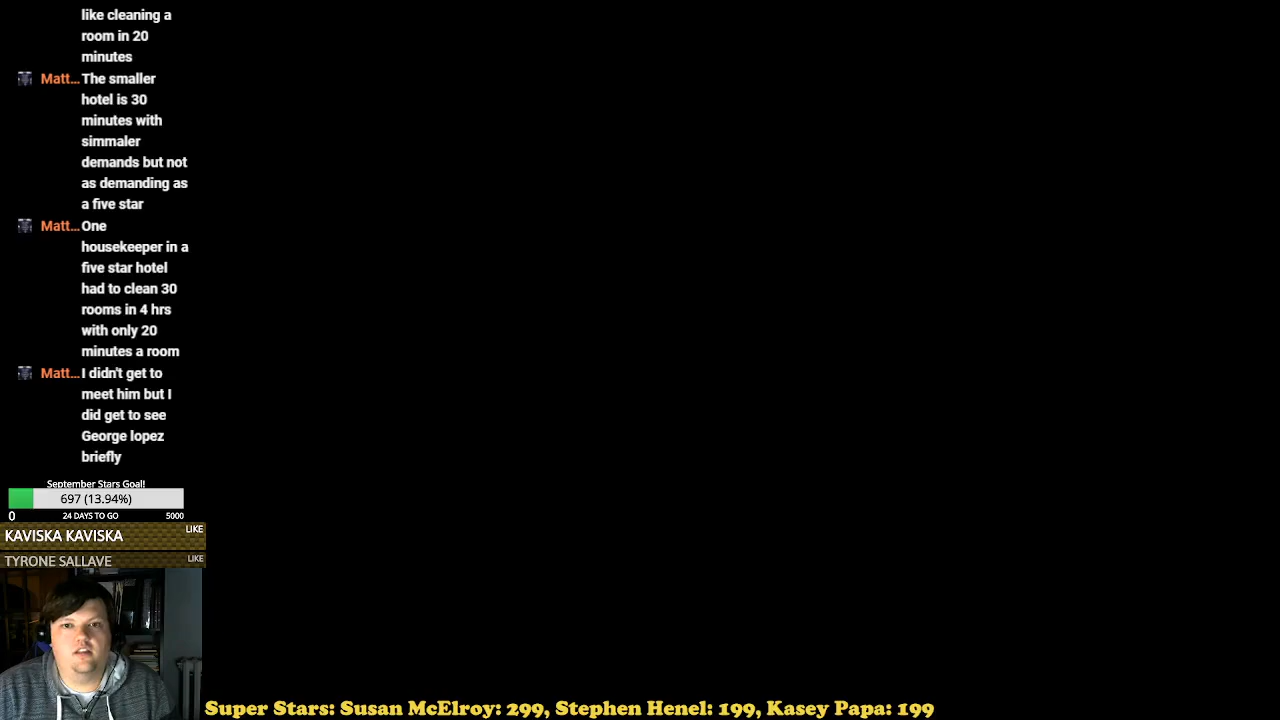 like cleaning a
room in 20
minutes
Matt... The smaller
hotel is 30
minutes with
simmaler
demands but not
as demanding as
a five star
Matt... One
housekeeper in a
five star hotel
had to clean 30
rooms in 4 hrs
with only 20
minutes a room
Matt... I didn't get to
meet him but I
did get to see
George lopez
briefly
September Stars Goal!
697 (13.94%)
0 24 DAYS TO GO 5000
KAVISKA KAVISKA LIKE
TYRONE SALLAVE LIKE
Super Stars: Susan McElroy: 299, Stephen Henel: 199, Kasey Papa: 199